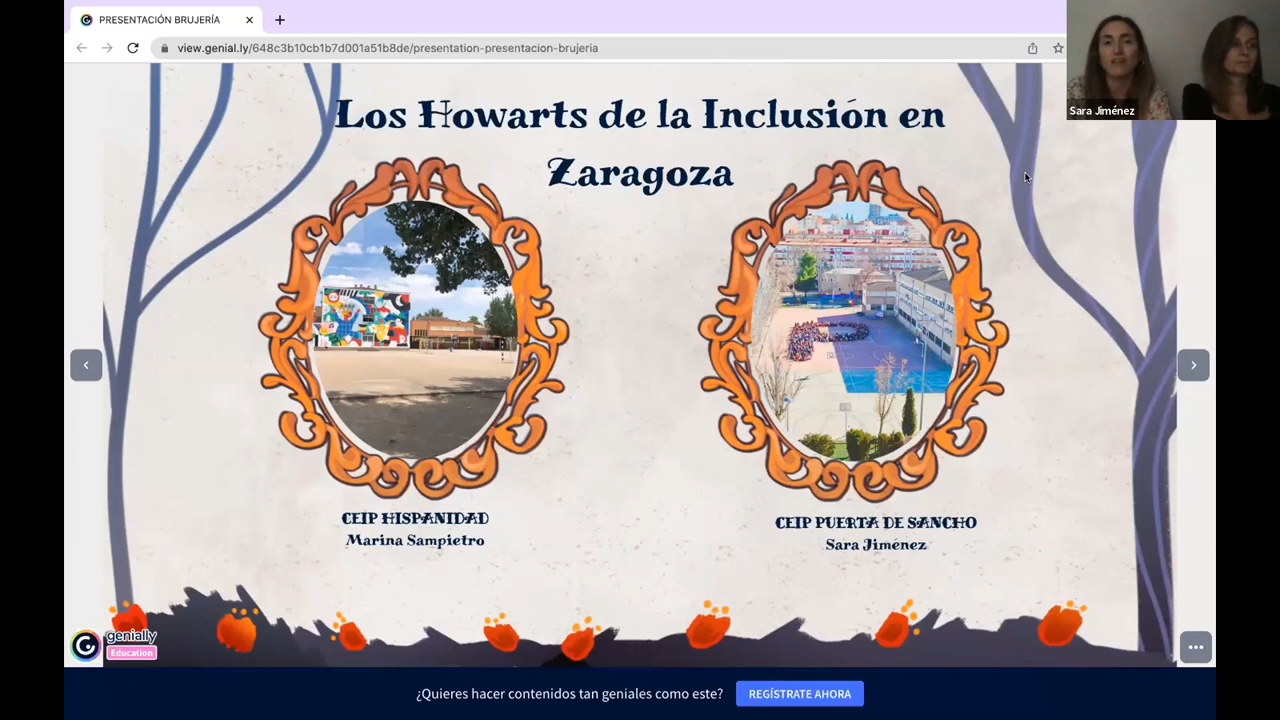 PRESENTACIÓN BRUJERÍA
view.genial.ly/648c3b10cb1b7d001a51b8de/presentation-presentacion-brujeria
Sara Jiménez
Los Howarts de la Inclusión en
Zaragoza
CEIP HISPANIDAD
Marina Sampietro
CEIP PUERTA DE SANCHO
Sara Jiménez
genially
Education
¿Quieres hacer contenidos tan geniales como este?
REGÍSTRATE AHORA